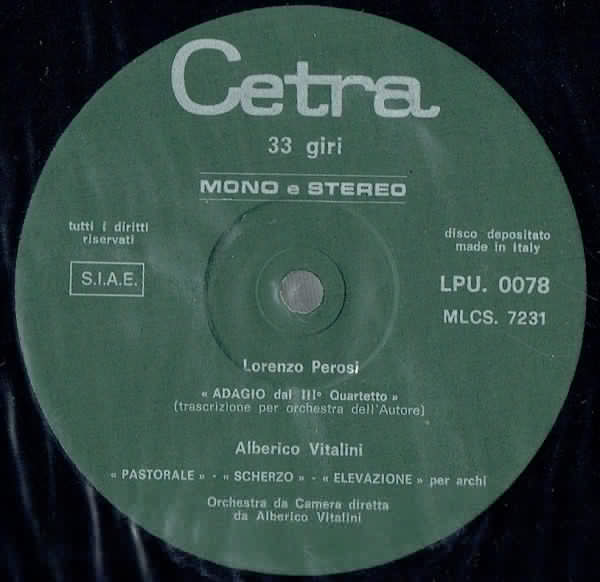 Cetra
33 giri
MONO e STEREO
tutti i diritti
riservati
S.I.A.E.
disco depositato
made in Italy
LPU. 0078
MLCS. 7231
Lorenzo Perosi
« ADAGIO dal III° Quartetto »
(trascrizione per orchestra dell'Autore)
Alberico Vitalini
« PASTORALE » - « SCHERZO » - « ELEVAZIONE » per archi
Orchestra da Camera diretta
da Alberico Vitalini